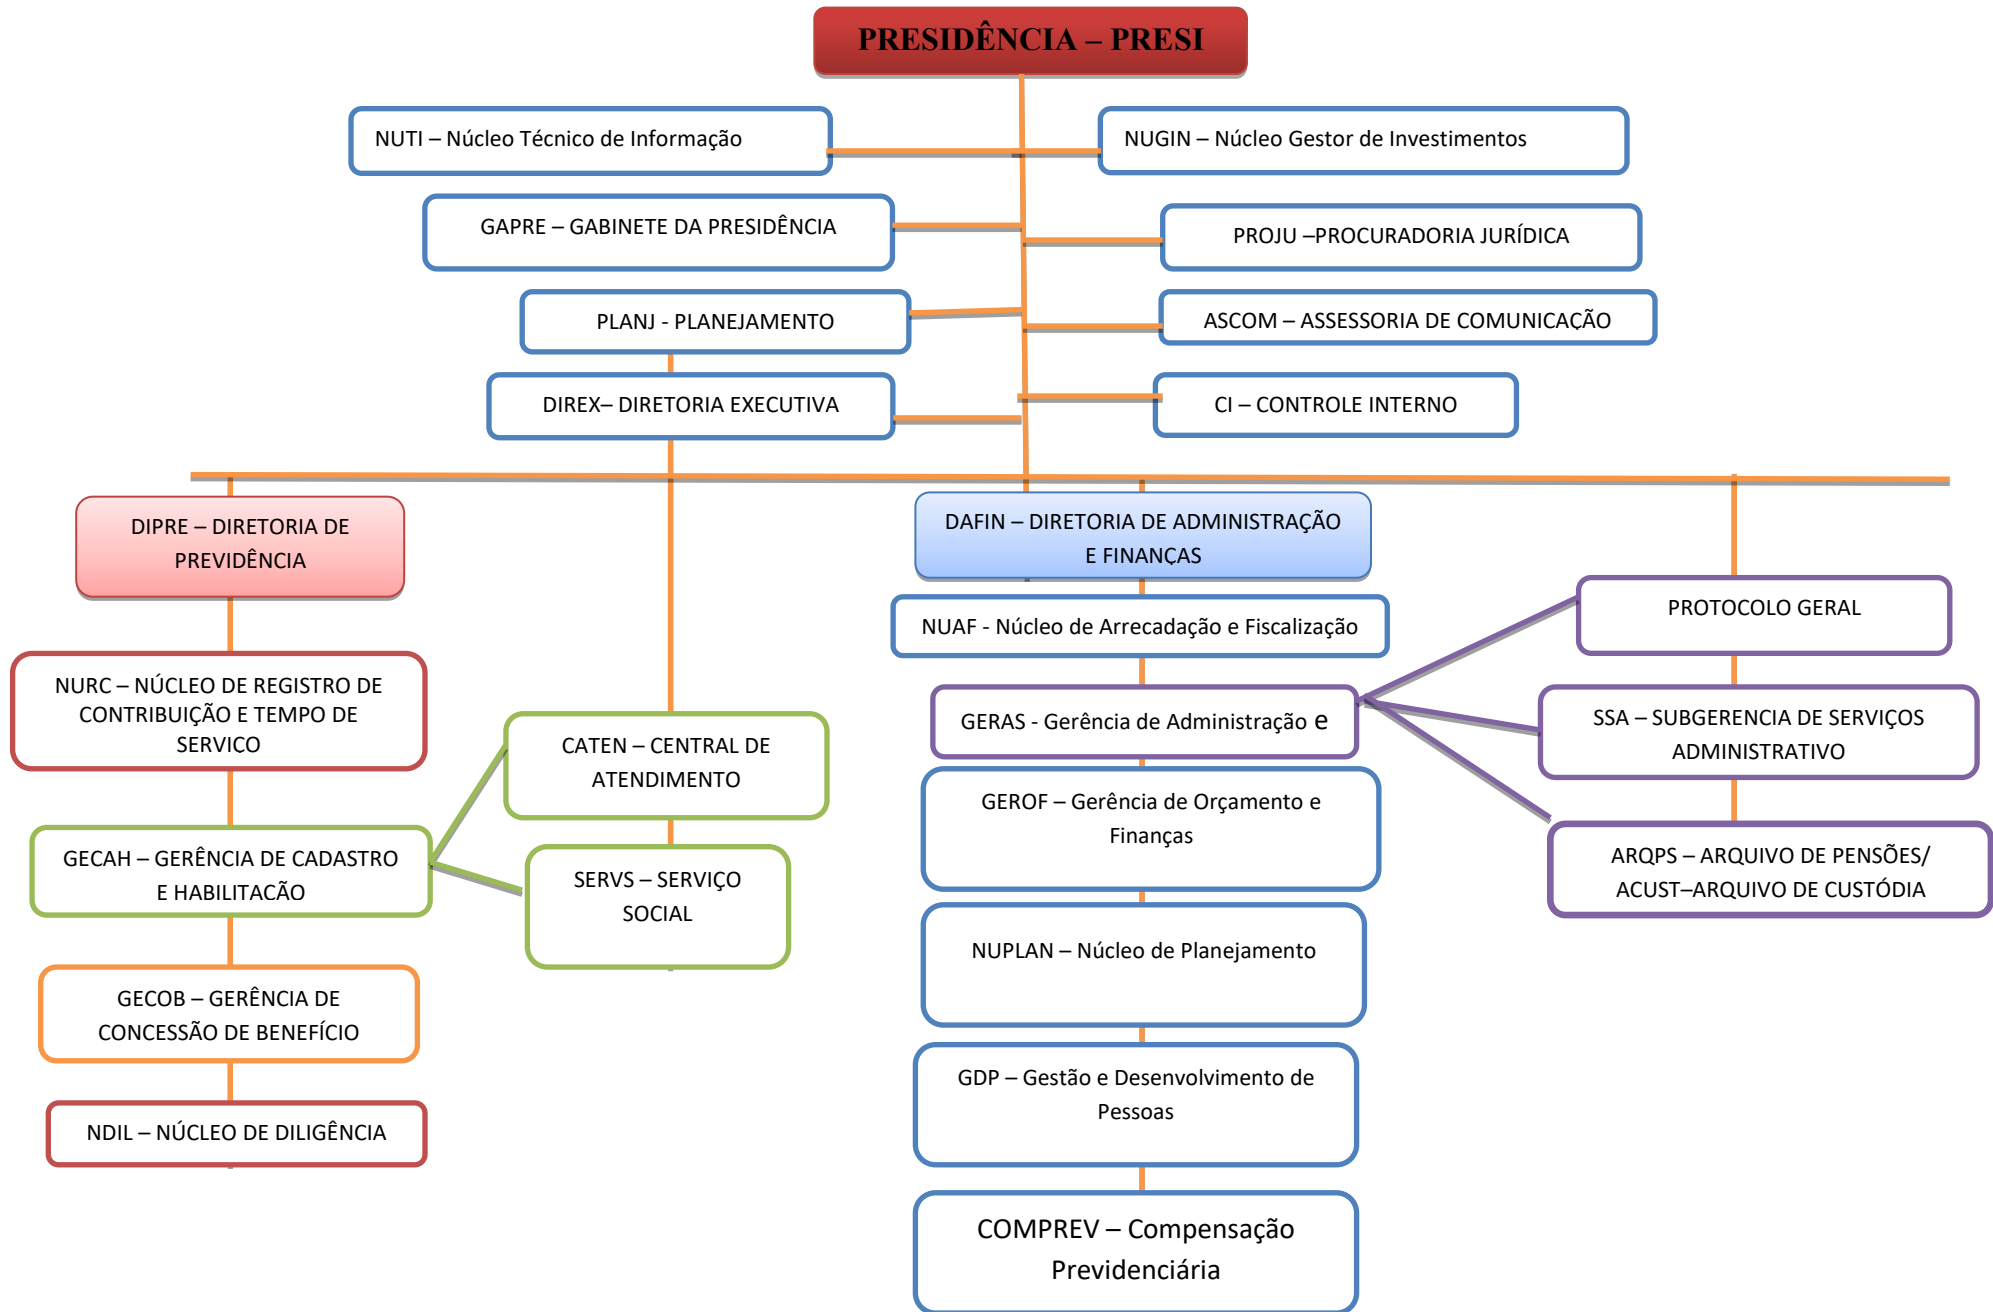 PRESIDÊNCIA – PRESI
NUTI – Núcleo Técnico de Informação
NUGIN – Núcleo Gestor de Investimentos
GAPRE – GABINETE DA PRESIDÊNCIA
PROJU –PROCURADORIA JURÍDICA
PLANJ - PLANEJAMENTO
ASCOM – ASSESSORIA DE COMUNICAÇÃO
DIREX– DIRETORIA EXECUTIVA
CI – CONTROLE INTERNO
DIPRE – DIRETORIA DE
PREVIDÊNCIA
DAFIN – DIRETORIA DE ADMINISTRAÇÃO
E FINANÇAS
NURC – NÚCLEO DE REGISTRO DE
CONTRIBUIÇÃO E TEMPO DE
SERVICO
GECAH – GERÊNCIA DE CADASTRO
E HABILITACÃO
GECOB – GERÊNCIA DE
CONCESSÃO DE BENEFÍCIO
NDIL – NÚCLEO DE DILIGÊNCIA
CATEN – CENTRAL DE
ATENDIMENTO
SERVS – SERVIÇO
SOCIAL
NUAF - Núcleo de Arrecadação e Fiscalização
GERAS - Gerência de Administração e
GEROF – Gerência de Orçamento e
Finanças
NUPLAN – Núcleo de Planejamento
GDP – Gestão e Desenvolvimento de
Pessoas
COMPREV – Compensação
Previdenciária
PROTOCOLO GERAL
SSA – SUBGERENCIA DE SERVIÇOS
ADMINISTRATIVO
ARQPS – ARQUIVO DE PENSÕES/
ACUST–ARQUIVO DE CUSTÓDIA